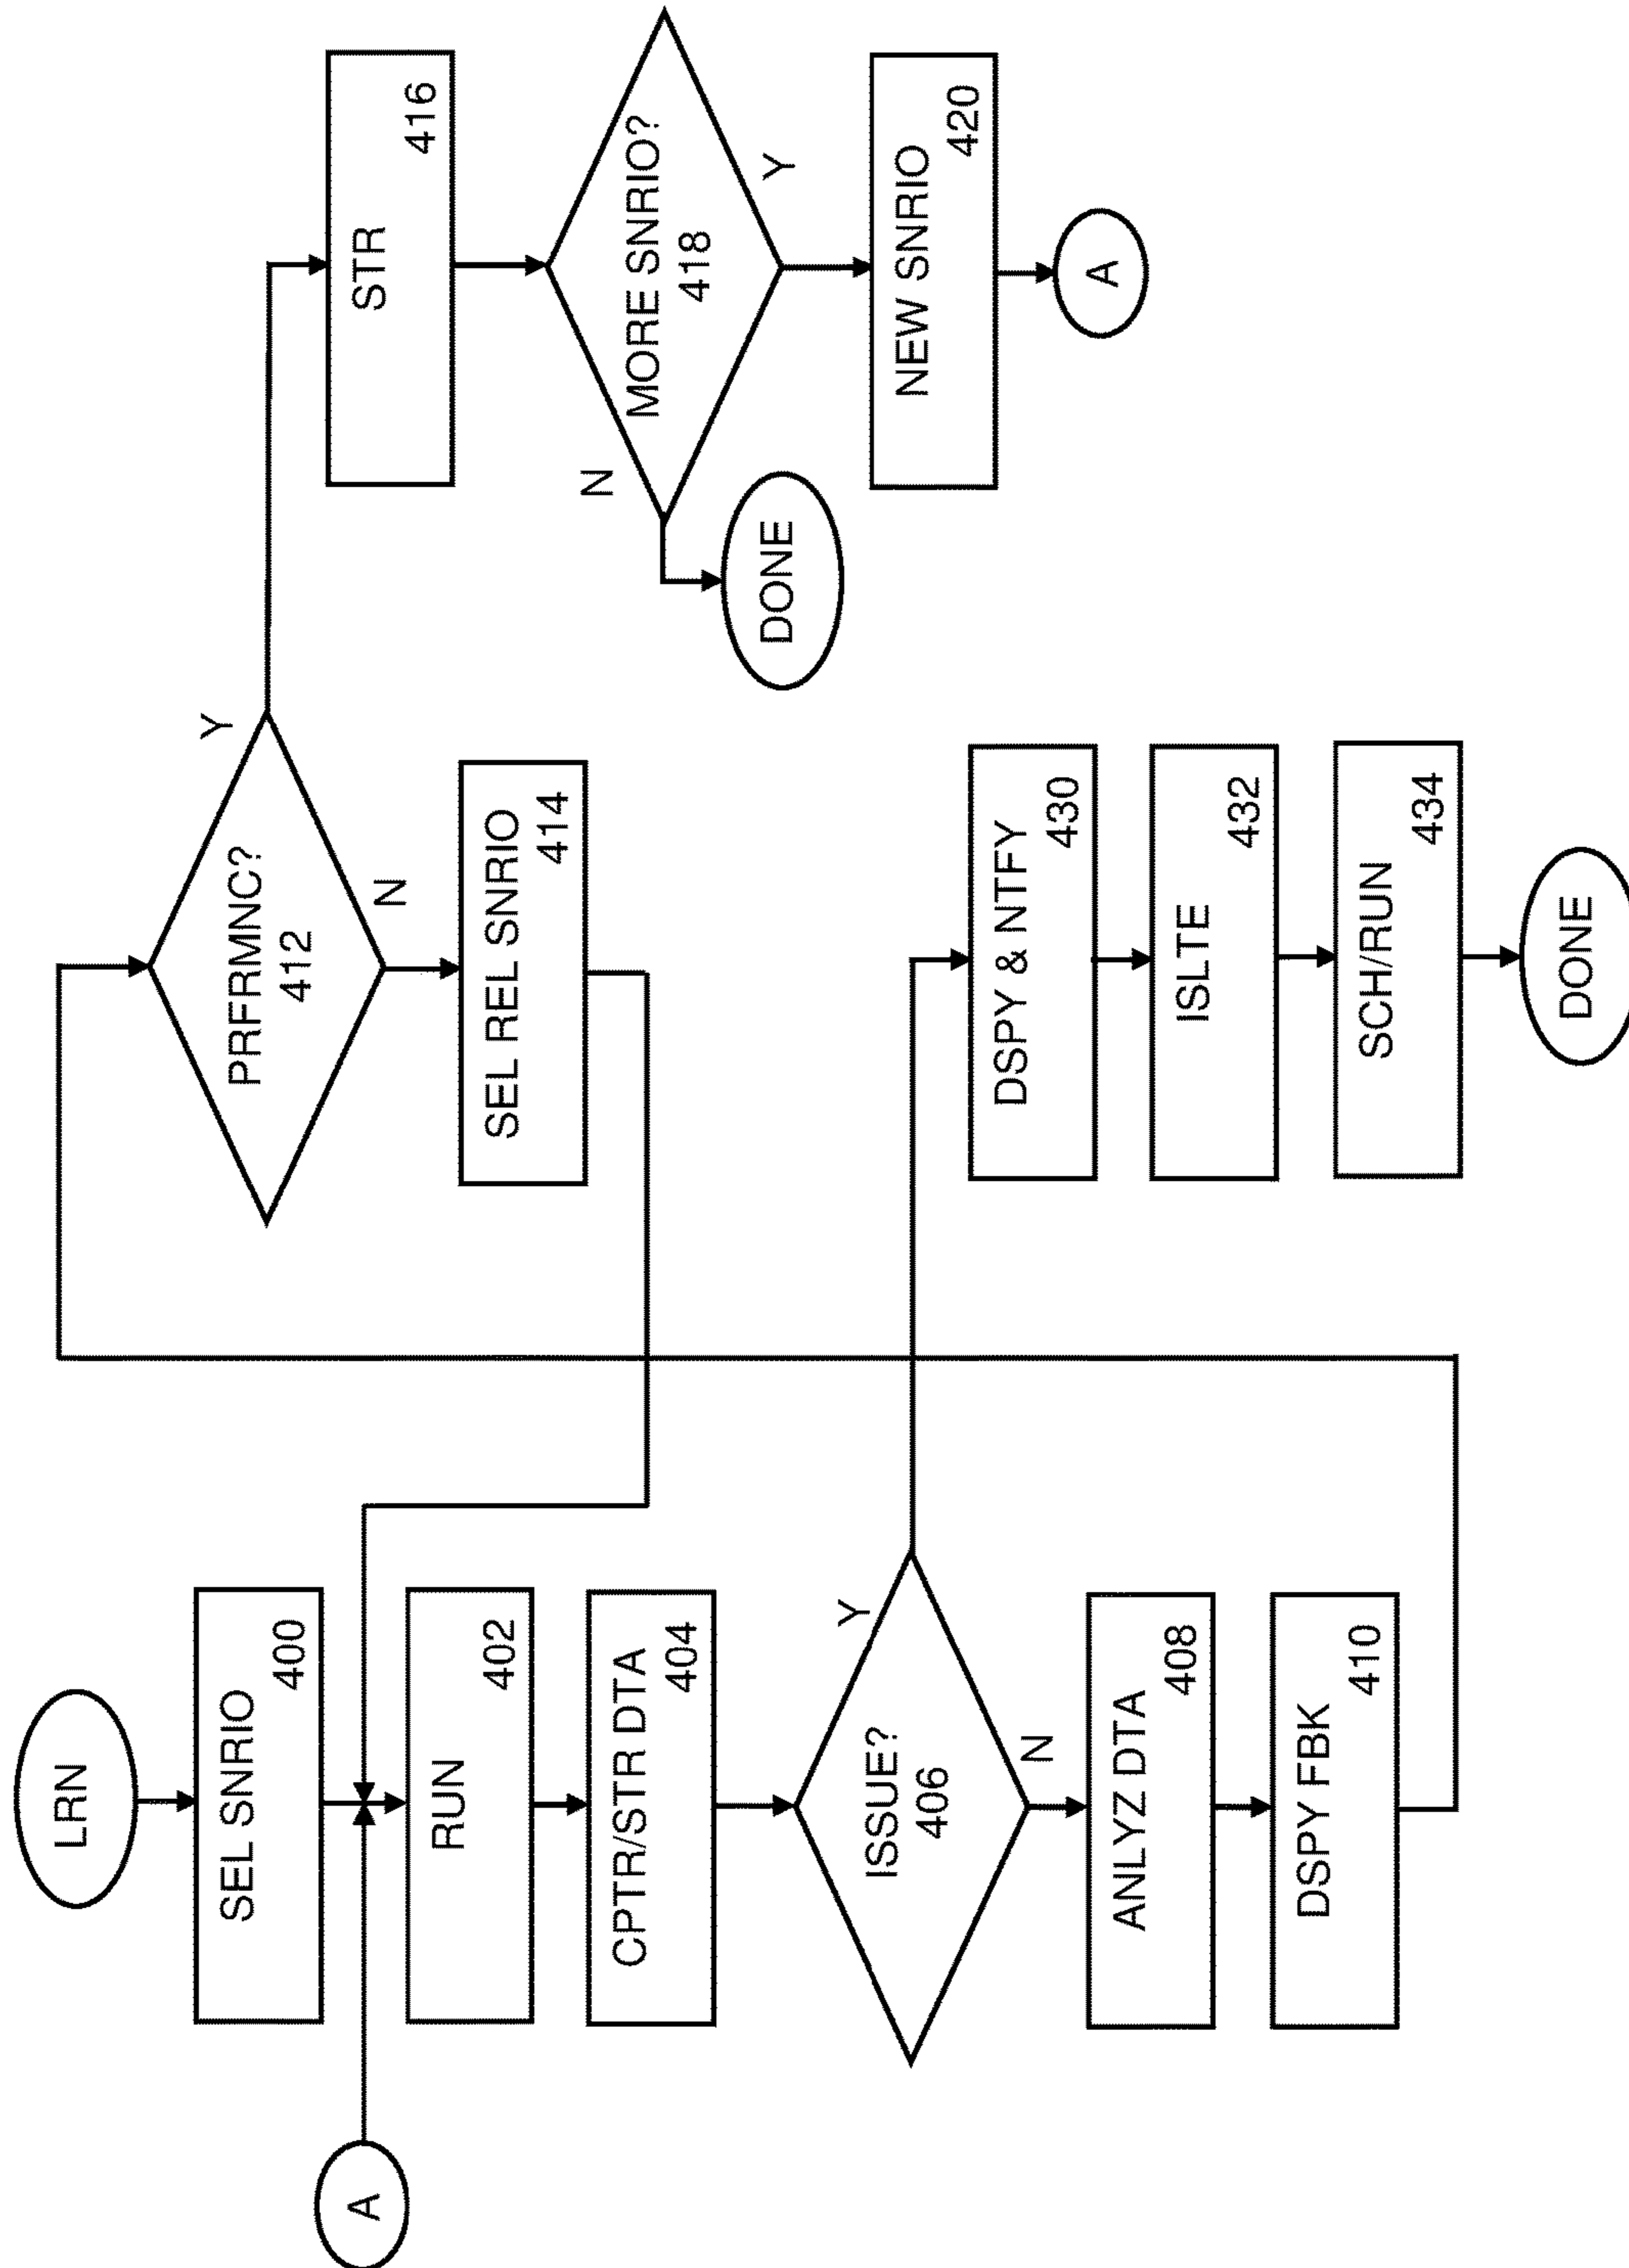 LRN
SEL SNRIO
400
A
RUN
402
CPTR/STR DTA
404
ISSUE?
406
Y
N
ANLYZ DTA
408
DSPY FBK
410
PRFRMNC?
412
Y
N
SEL REL SNRIO
414
DSPY & NTFY
430
ISLTE
432
SCH/RUN
434
DONE
STR
416
MORE SNRIO?
418
N
Y
DONE
NEW SNRIO
420
A